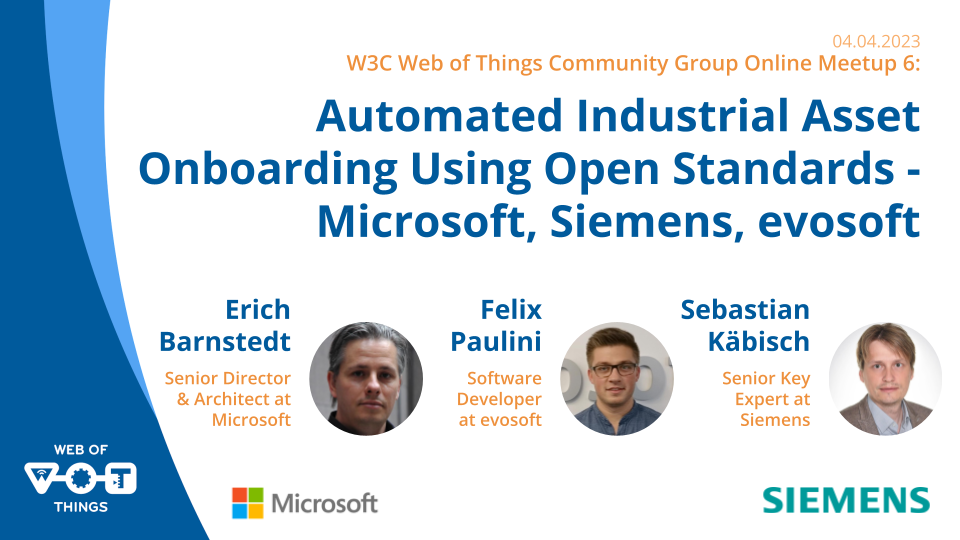 04.04.2023
W3C Web of Things Community Group Online Meetup 6:
Automated Industrial Asset
Onboarding Using Open Standards -
Microsoft, Siemens, evosoft
Erich
Barnstedt
Senior Director
& Architect at
Microsoft
Felix
Paulini
Software
Developer
at evosoft
Sebastian
Käbisch
Senior Key
Expert at
Siemens
WEB OF
WOT
THINGS
Microsoft
SIEMENS